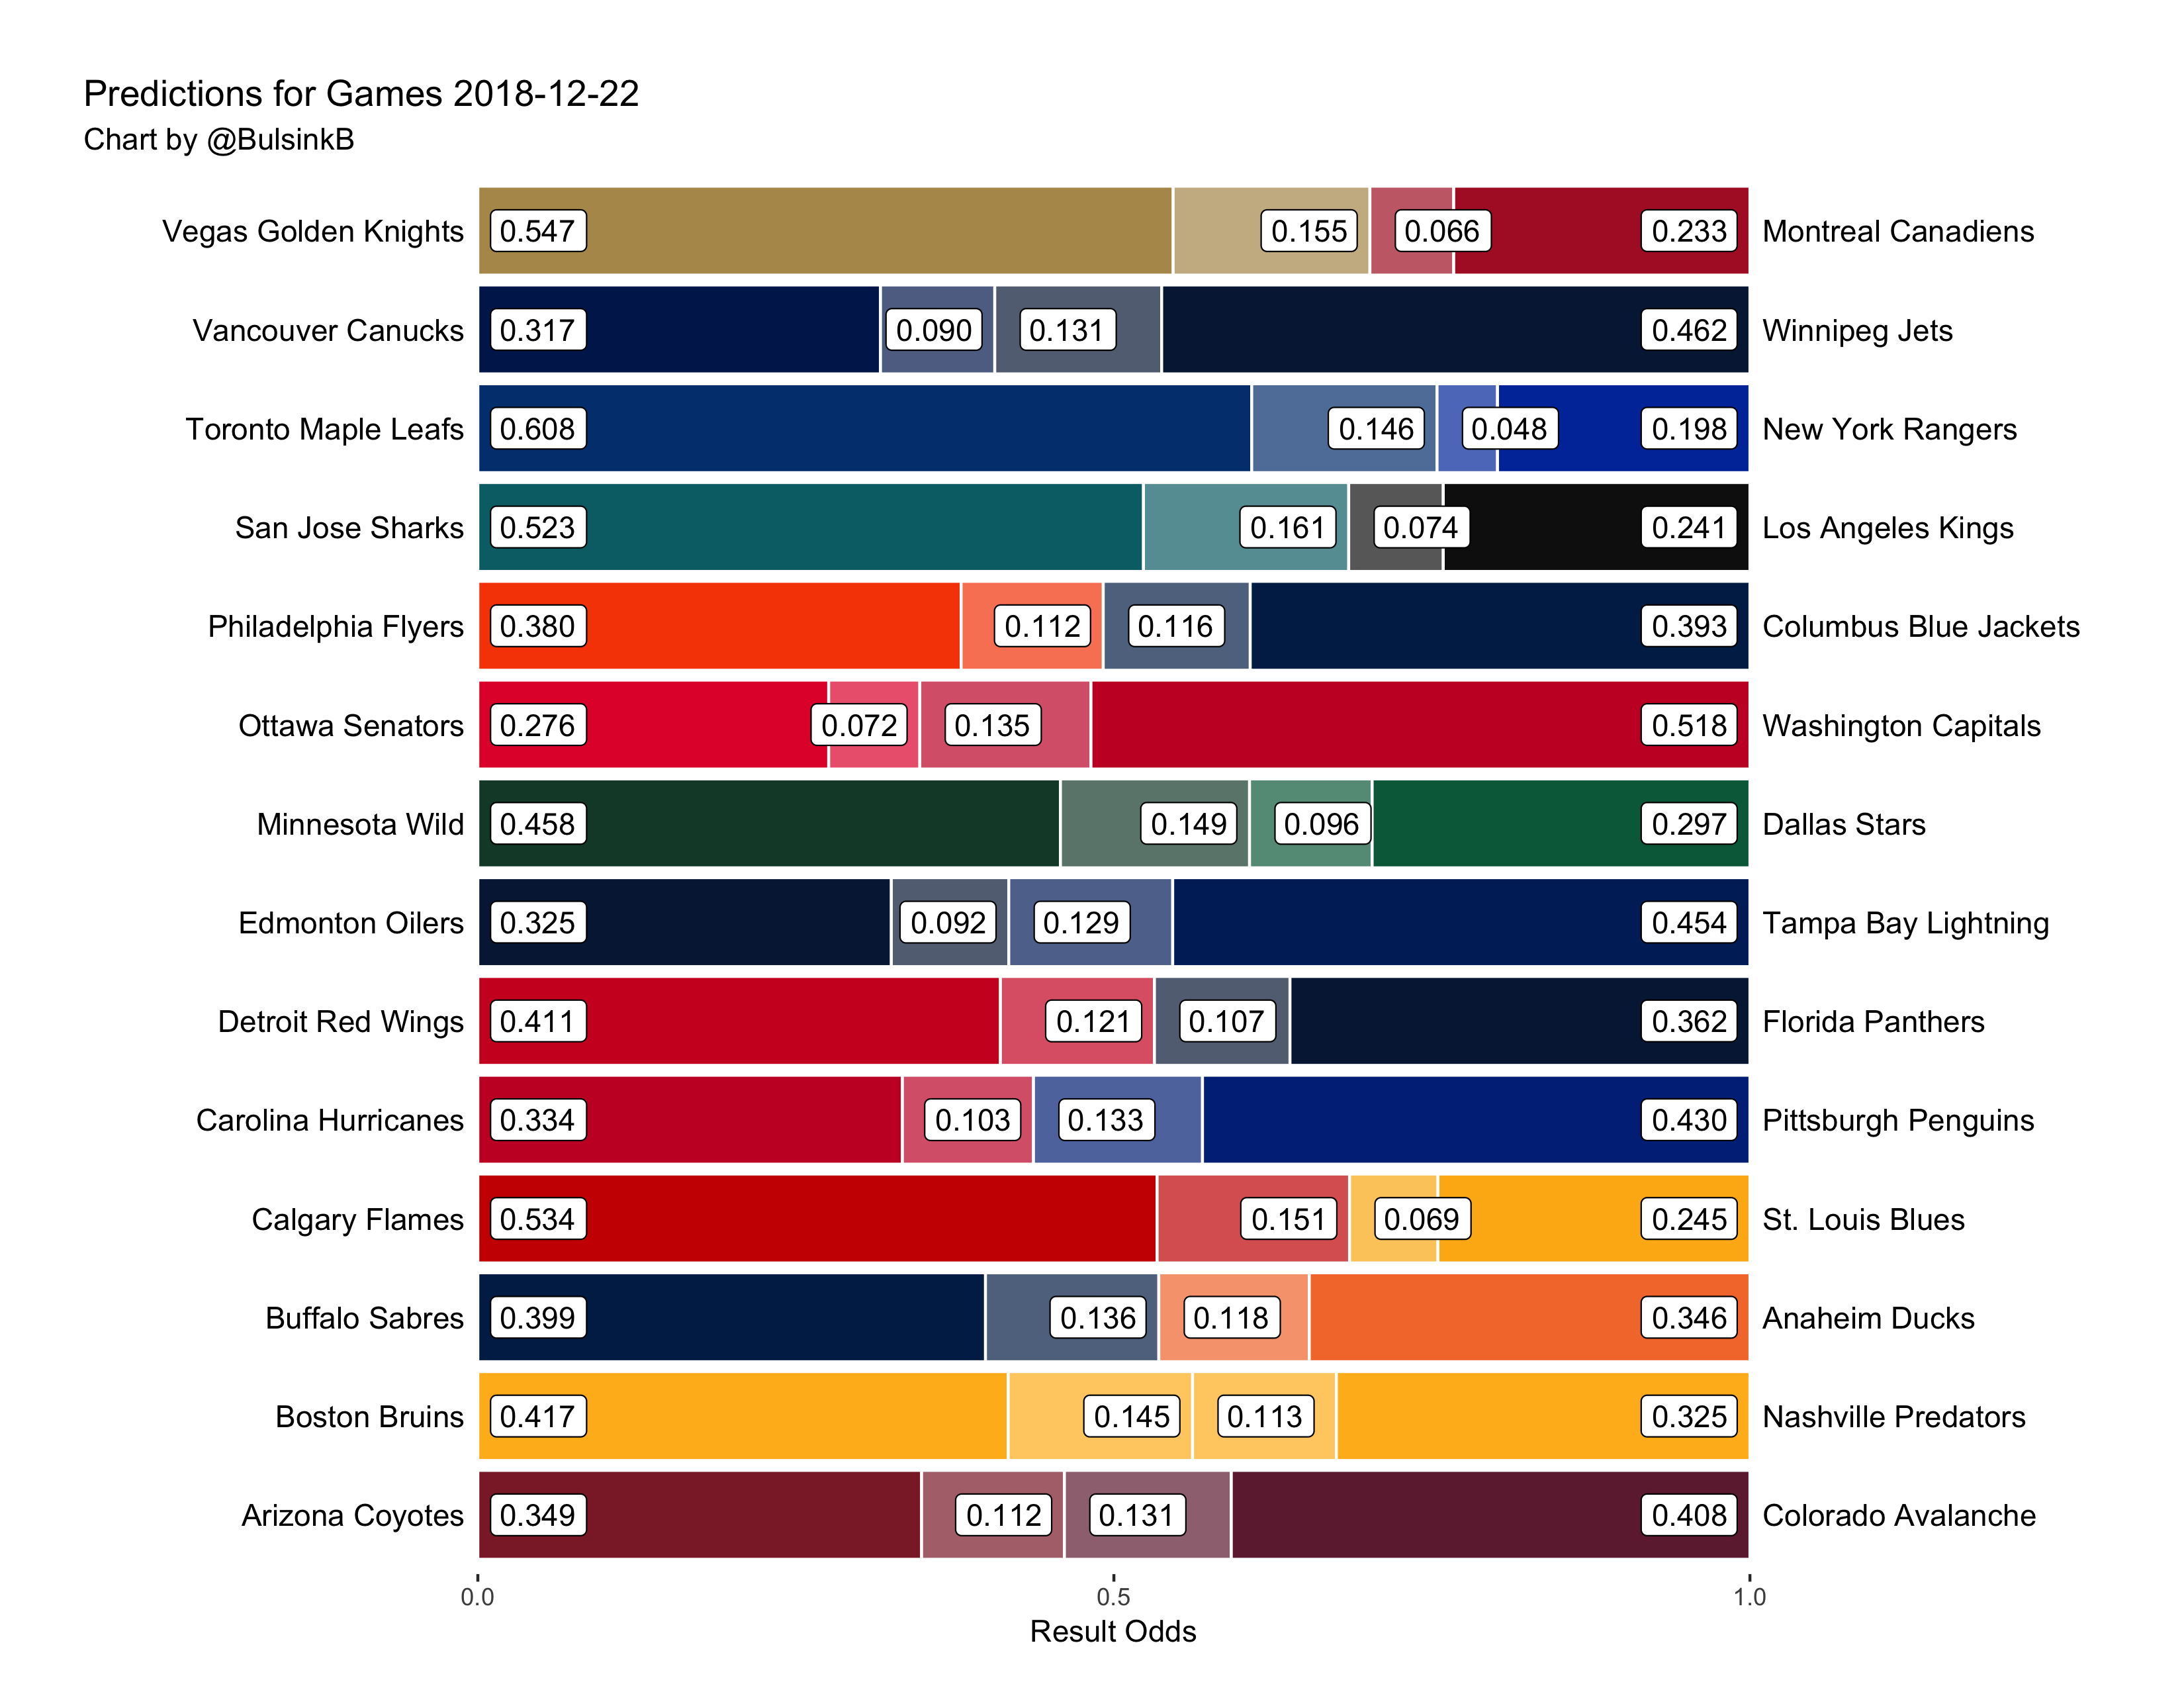 Predictions for Games 2018-12-22
Chart by @BulsinkB
Vegas Golden Knights 0.547 0.155 0.066 0.233 Montreal Canadiens
Vancouver Canucks 0.317 0.090 0.131 0.462 Winnipeg Jets
Toronto Maple Leafs 0.608 0.146 0.048 0.198 New York Rangers
San Jose Sharks 0.523 0.161 0.074 0.241 Los Angeles Kings
Philadelphia Flyers 0.380 0.112 0.116 0.393 Columbus Blue Jackets
Ottawa Senators 0.276 0.072 0.135 0.518 Washington Capitals
Minnesota Wild 0.458 0.149 0.096 0.297 Dallas Stars
Edmonton Oilers 0.325 0.092 0.129 0.454 Tampa Bay Lightning
Detroit Red Wings 0.411 0.121 0.107 0.362 Florida Panthers
Carolina Hurricanes 0.334 0.103 0.133 0.430 Pittsburgh Penguins
Calgary Flames 0.534 0.151 0.069 0.245 St. Louis Blues
Buffalo Sabres 0.399 0.136 0.118 0.346 Anaheim Ducks
Boston Bruins 0.417 0.145 0.113 0.325 Nashville Predators
Arizona Coyotes 0.349 0.112 0.131 0.408 Colorado Avalanche
0.0 0.5 1.0
Result Odds